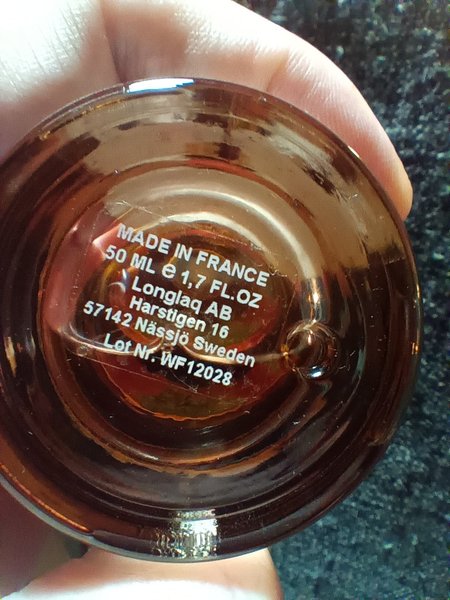 MADE IN FRANCE
50 ML e 1,7 FL.OZ
Longlaq AB
Harstigen 16
57142 Nässjö Sweden
Lot Nr. WF12028